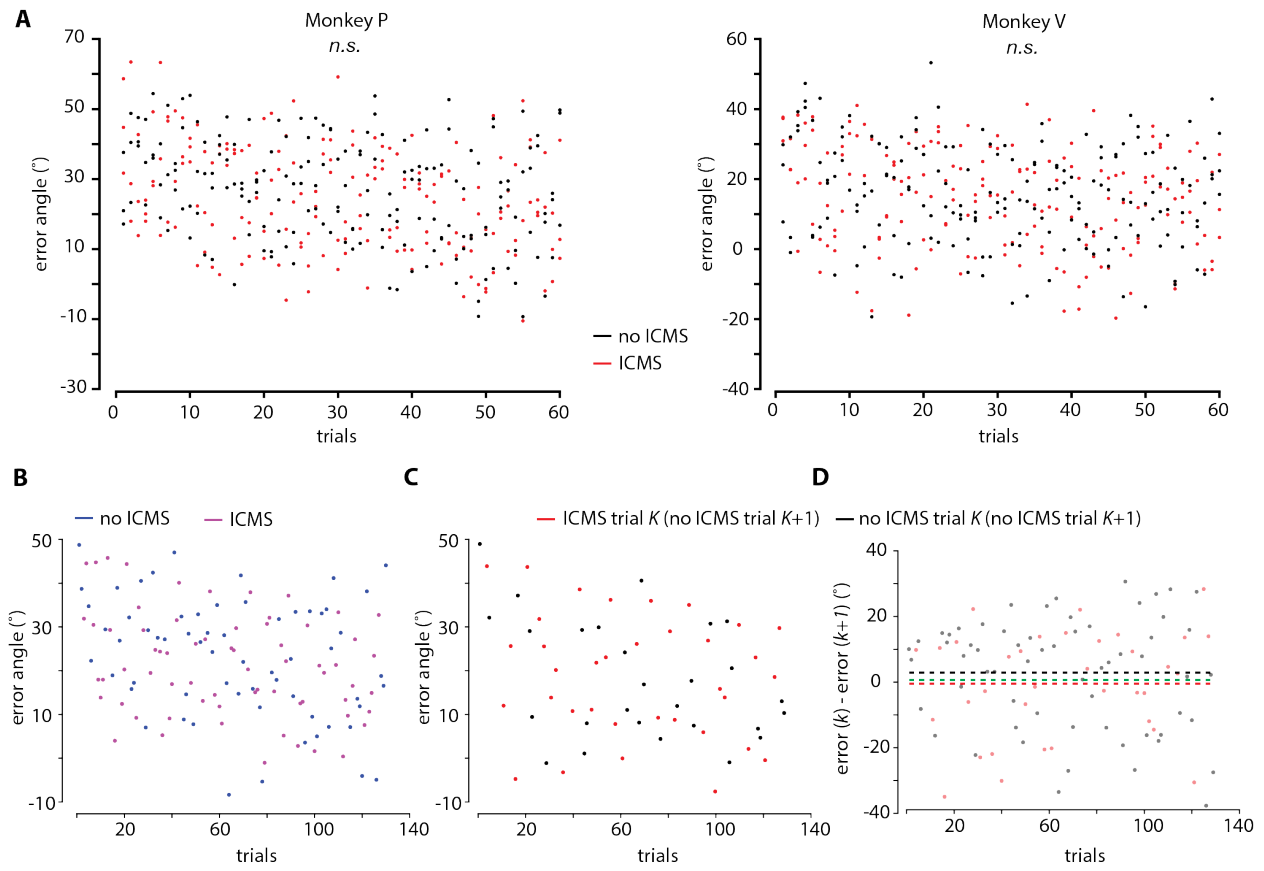 A
Monkey P
n.s.
70
50
30
10
-10
-30
error angle (˚)
0 10 20 30 40 50 60
trials
no ICMS
ICMS
Monkey V
n.s.
60
40
20
0
-20
-40
error angle (˚)
0 10 20 30 40 50 60
trials
B
no ICMS ICMS
50
30
10
-10
error angle (˚)
20 60 100 140
trials
C
ICMS trial K (no ICMS trial K+1) no ICMS trial K (no ICMS trial K+1)
50
30
10
-10
error angle (˚)
20 60 100 140
trials
D
40
20
0
-20
-40
error (k) - error (k+1) (˚)
20 60 100 140
trials